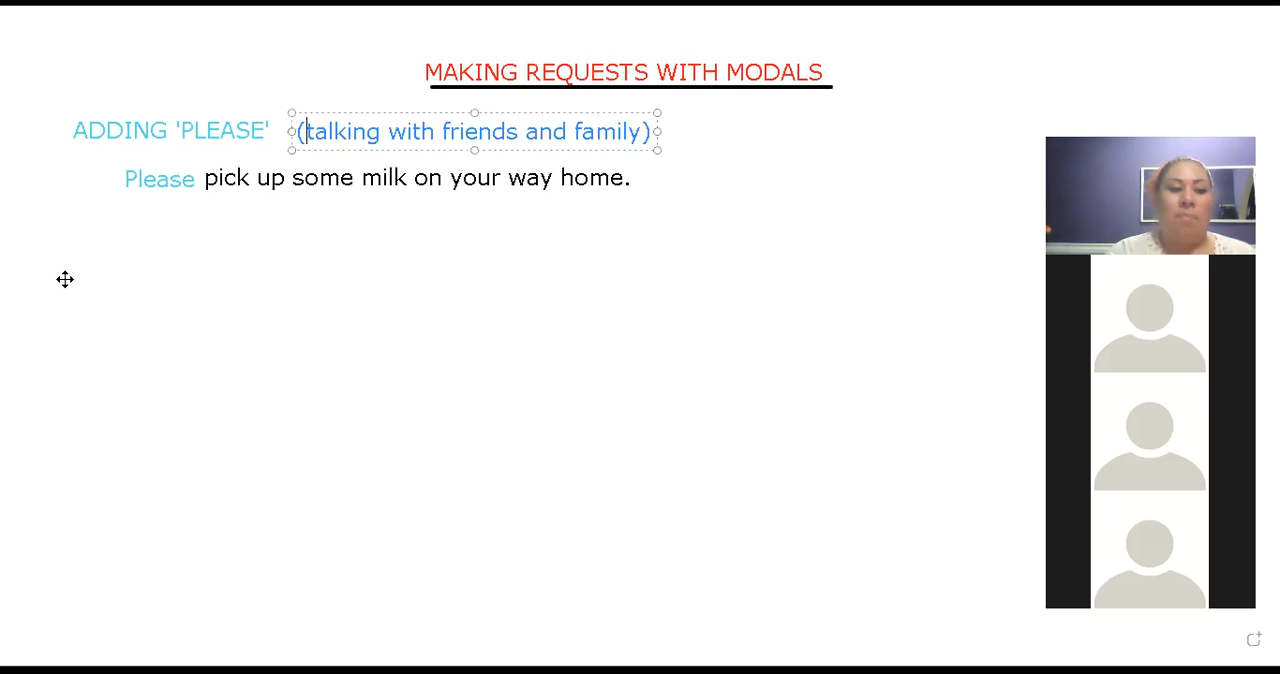 MAKING REQUESTS WITH MODALS
ADDING 'PLEASE' (talking with friends and family)
Please pick up some milk on your way home.